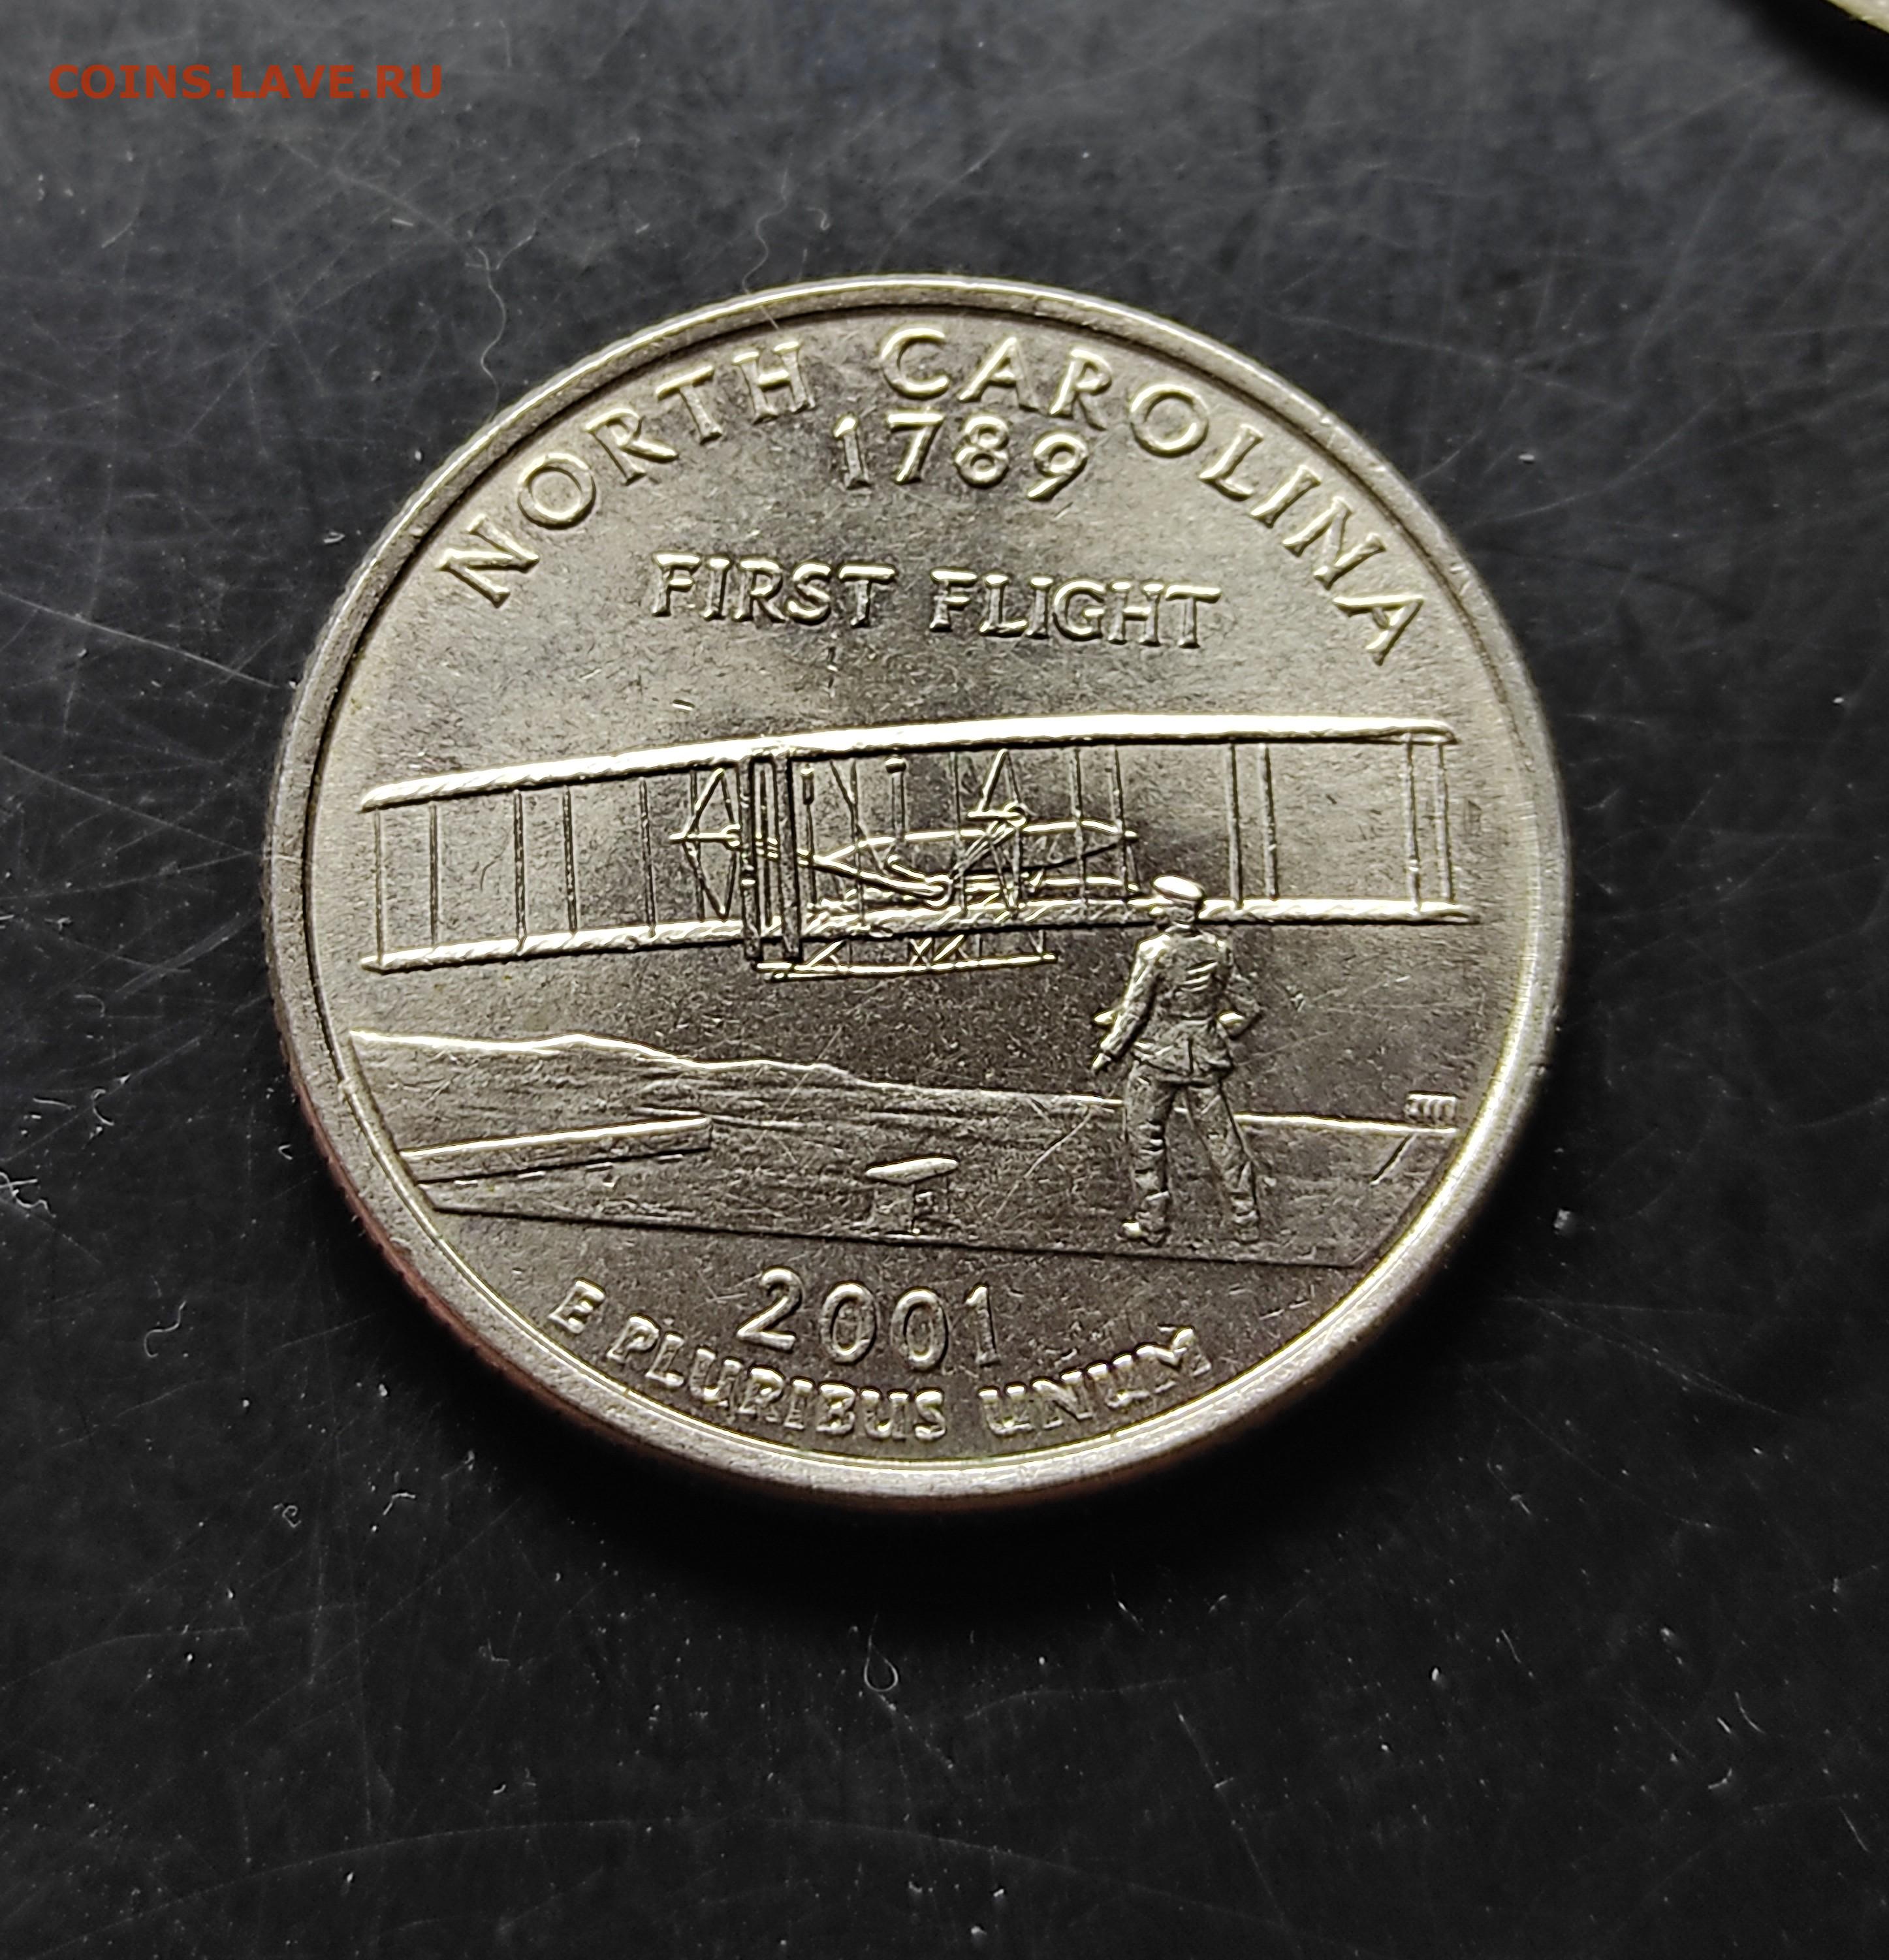 COINS.LAVE.RU
NORTH CAROLINA
1789
FIRST FLIGHT
2001
E PLURIBUS UNUM